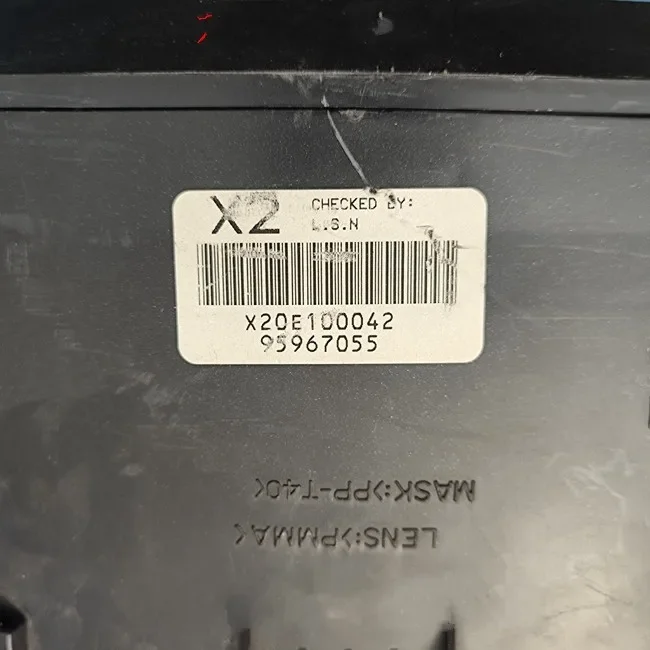 X2
CHECKED BY:
L.S.N
X20E100042
95967055
MASK:>PP-T40<
LENS:>PMMA<